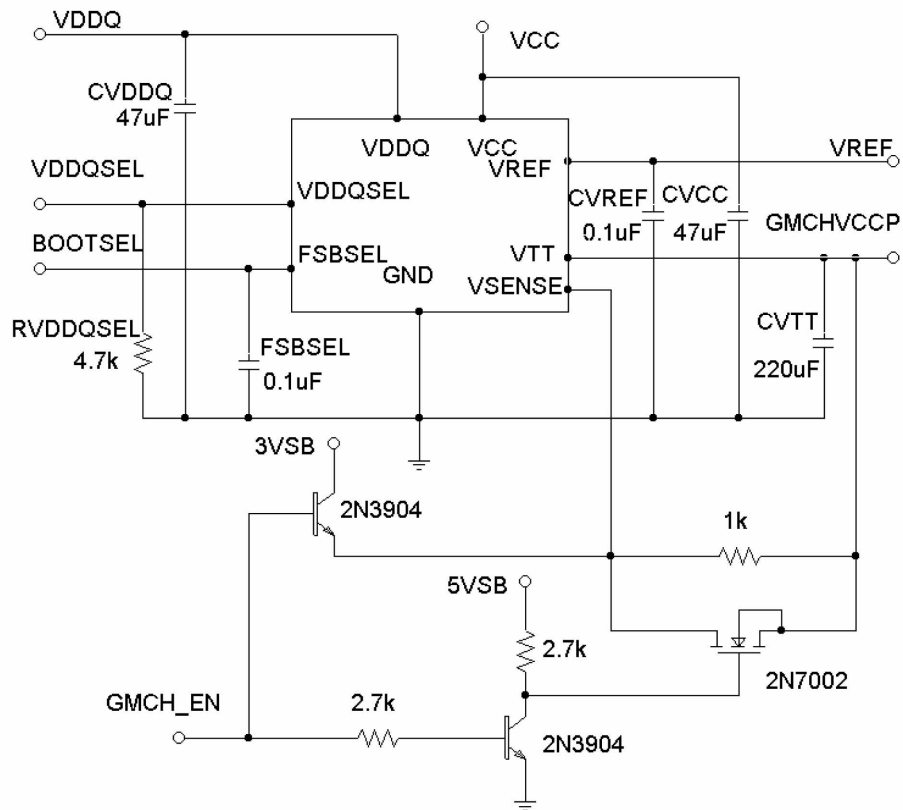 VDDQ
VCC
CVDDQ
47uF
VDDQ
VCC
VREF
VREF
VDDQSEL
VDDQSEL
CVREF
0.1uF
CVCC
47uF
GMCHVCCP
BOOTSEL
FSBSEL
GND
VTT
VSENSE
RVDDQSEL
4.7k
FSBSEL
0.1uF
CVTT
220uF
3VSB
2N3904
1k
5VSB
2.7k
2N7002
GMCH_EN
2.7k
2N3904